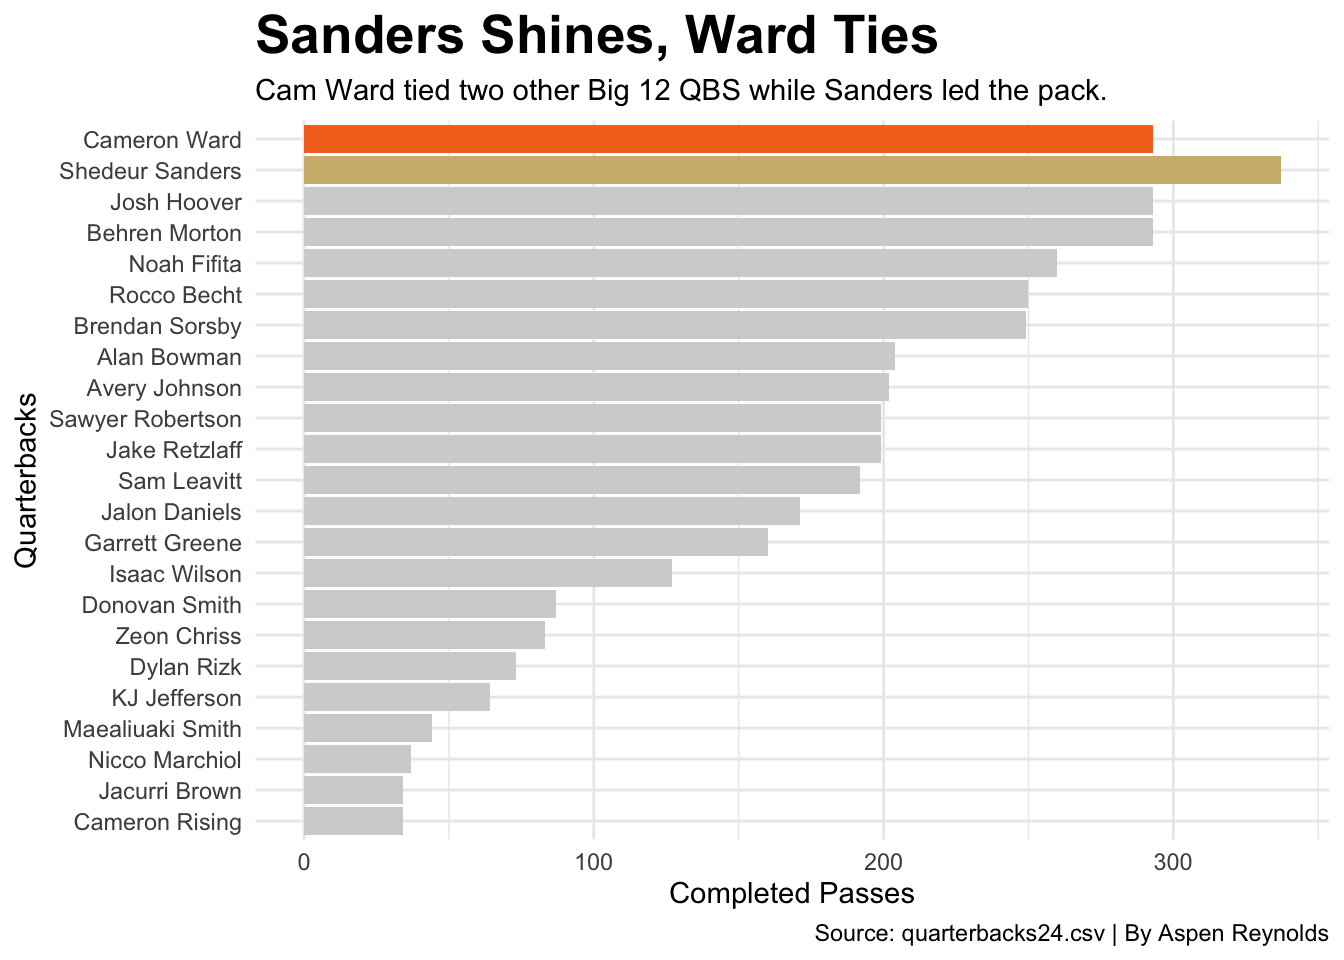 Sanders Shines, Ward Ties
Cam Ward tied two other Big 12 QBS while Sanders led the pack.
Quarterbacks
Cameron Ward
Shedeur Sanders
Josh Hoover
Behren Morton
Noah Fifita
Rocco Becht
Brendan Sorsby
Alan Bowman
Avery Johnson
Sawyer Robertson
Jake Retzlaff
Sam Leavitt
Jalon Daniels
Garrett Greene
Isaac Wilson
Donovan Smith
Zeon Chriss
Dylan Rizk
KJ Jefferson
Maealiuaki Smith
Nicco Marchiol
Jacurri Brown
Cameron Rising
0 100 200 300
Completed Passes
Source: quarterbacks24.csv | By Aspen Reynolds